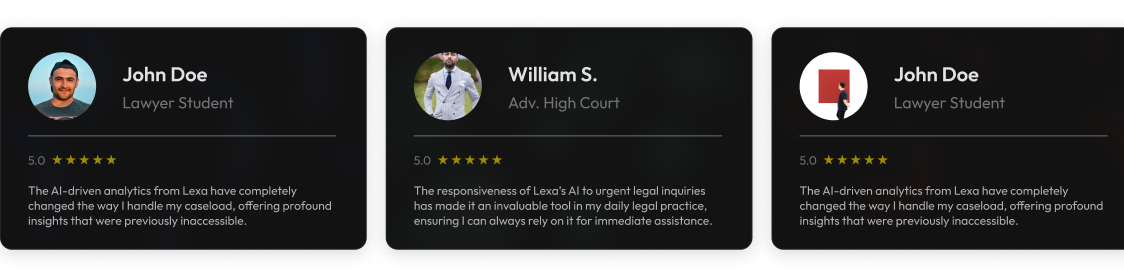 John Doe
Lawyer Student
5.0 ★★★★★
The AI-driven analytics from Lexa have completely
changed the way I handle my caseload, offering profound
insights that were previously inaccessible.
William S.
Adv. High Court
5.0 ★★★★★
The responsiveness of Lexa's AI to urgent legal inquiries
has made it an invaluable tool in my daily legal practice,
ensuring I can always rely on it for immediate assistance.
John Doe
Lawyer Student
5.0 ★★★★★
The AI-driven analytics from Lexa have completely
changed the way I handle my caseload, offering profound
insights that were previously inaccessible.